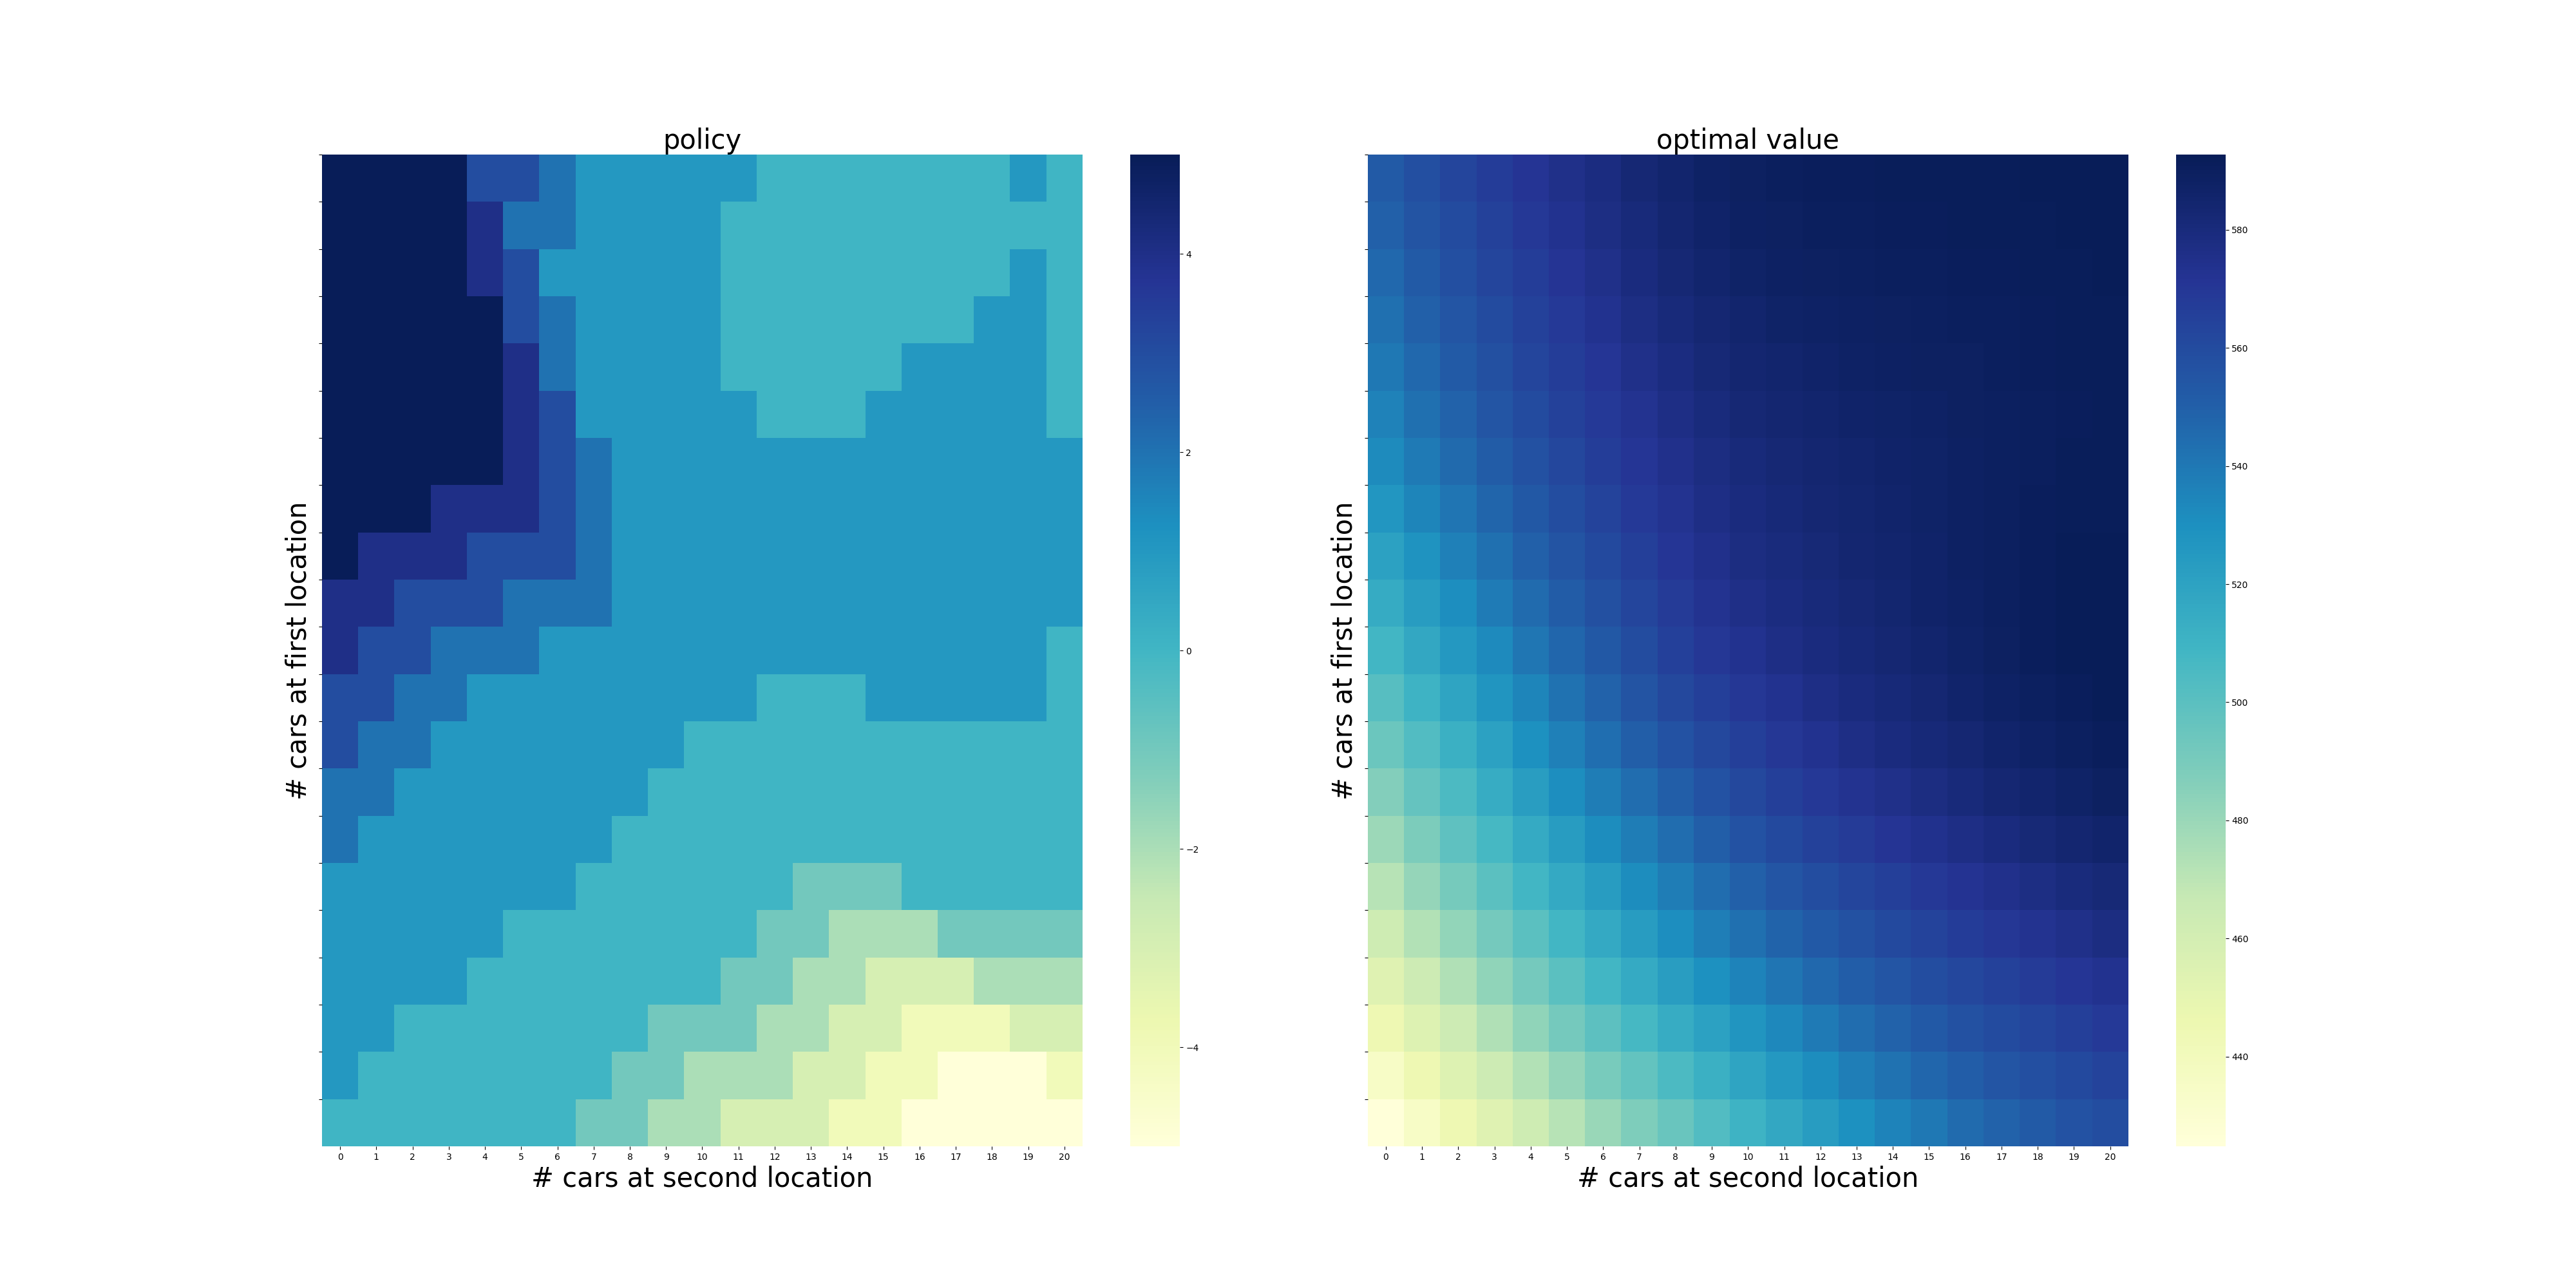 policy
# cars at first location
4
2
0
−2
−4
0 1 2 3 4 5 6 7 8 9 10 11 12 13 14 15 16 17 18 19 20
# cars at second location
optimal value
# cars at first location
580
560
540
520
500
480
460
440
0 1 2 3 4 5 6 7 8 9 10 11 12 13 14 15 16 17 18 19 20
# cars at second location